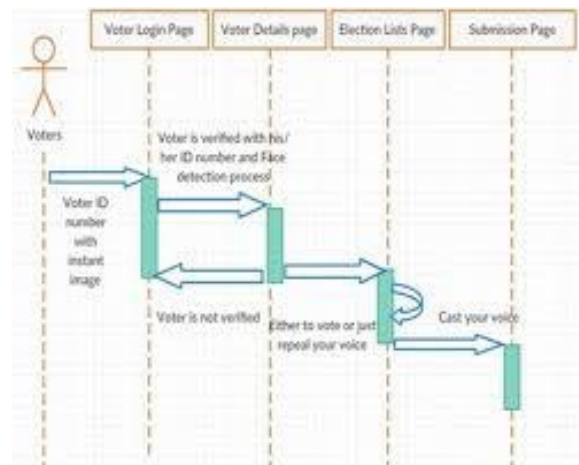 Voter Login Page
Voter Details page
Election Lists Page
Submission Page
Voters
Voter is verified with his/
her ID number and Face
detection process
Voter ID
number
with
instant
image
Voter is not verified
Either to vote or just
repeal your voice
Cast your voice